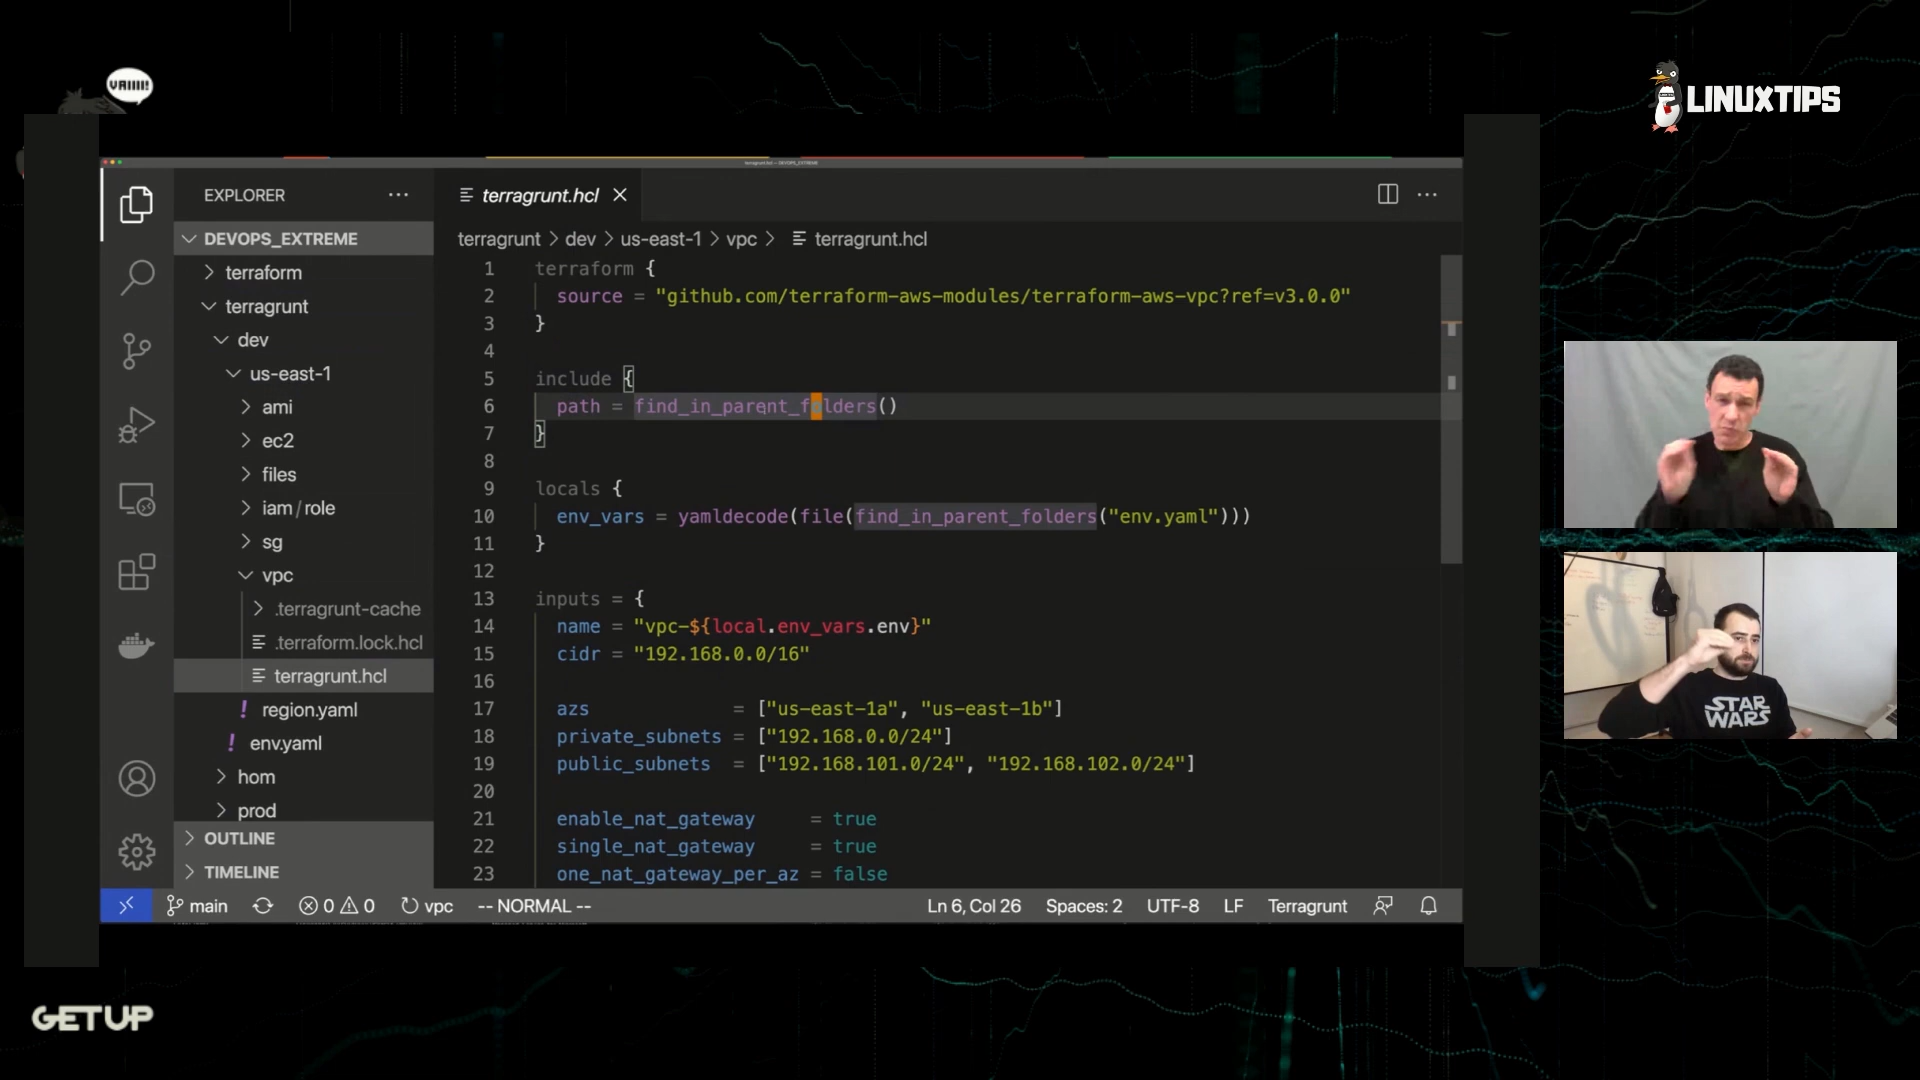 VAIIII!
LINUXTIPS
terragrunt.hcl — DEVOPS_EXTREME
EXPLORER
terragrunt.hcl
DEVOPS_EXTREME
terragrunt > dev > us-east-1 > vpc > terragrunt.hcl
terraform
terragrunt
dev
us-east-1
ami
ec2
files
iam/role
sg
vpc
.terragrunt-cache
.terraform.lock.hcl
terragrunt.hcl
! region.yaml
! env.yaml
hom
prod
OUTLINE
TIMELINE
1 terraform {
2 source = "github.com/terraform-aws-modules/terraform-aws-vpc?ref=v3.0.0"
3 }
4
5 include {
6 path = find_in_parent_folders()
7 }
8
9 locals {
10 env_vars = yamldecode(file(find_in_parent_folders("env.yaml")))
11 }
12
13 inputs = {
14 name = "vpc-${local.env_vars.env}"
15 cidr = "192.168.0.0/16"
16
17 azs = ["us-east-1a", "us-east-1b"]
18 private_subnets = ["192.168.0.0/24"]
19 public_subnets = ["192.168.101.0/24", "192.168.102.0/24"]
20
21 enable_nat_gateway = true
22 single_nat_gateway = true
23 one_nat_gateway_per_az = false
main 0 0 vpc -- NORMAL -- Ln 6, Col 26 Spaces: 2 UTF-8 LF Terragrunt
STAR
WARS
GETUP